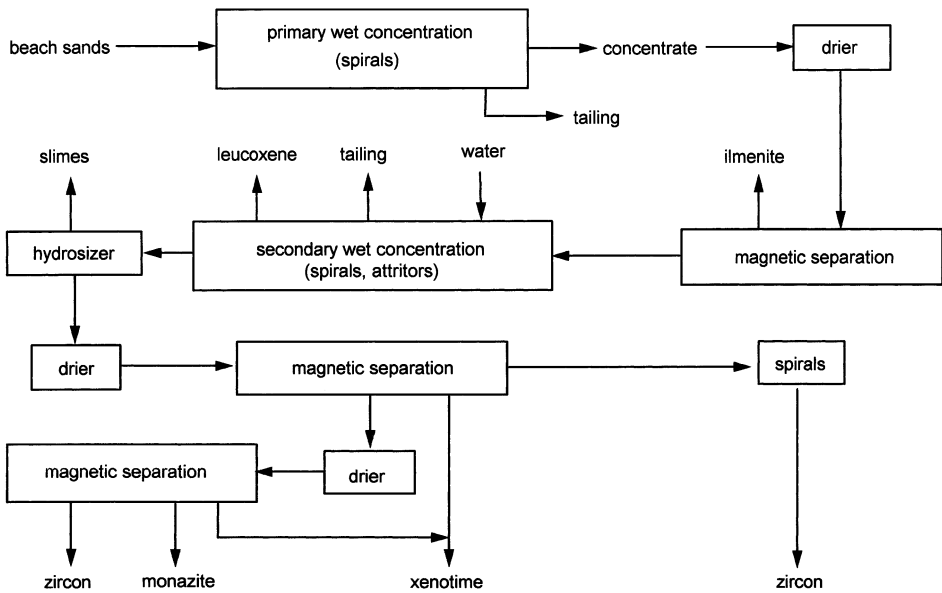 beach sands
primary wet concentration
(spirals)
concentrate
drier
tailing
slimes
leucoxene
tailing
water
ilmenite
hydrosizer
secondary wet concentration
(spirals, attritors)
magnetic separation
drier
magnetic separation
spirals
magnetic separation
drier
zircon
monazite
xenotime
zircon